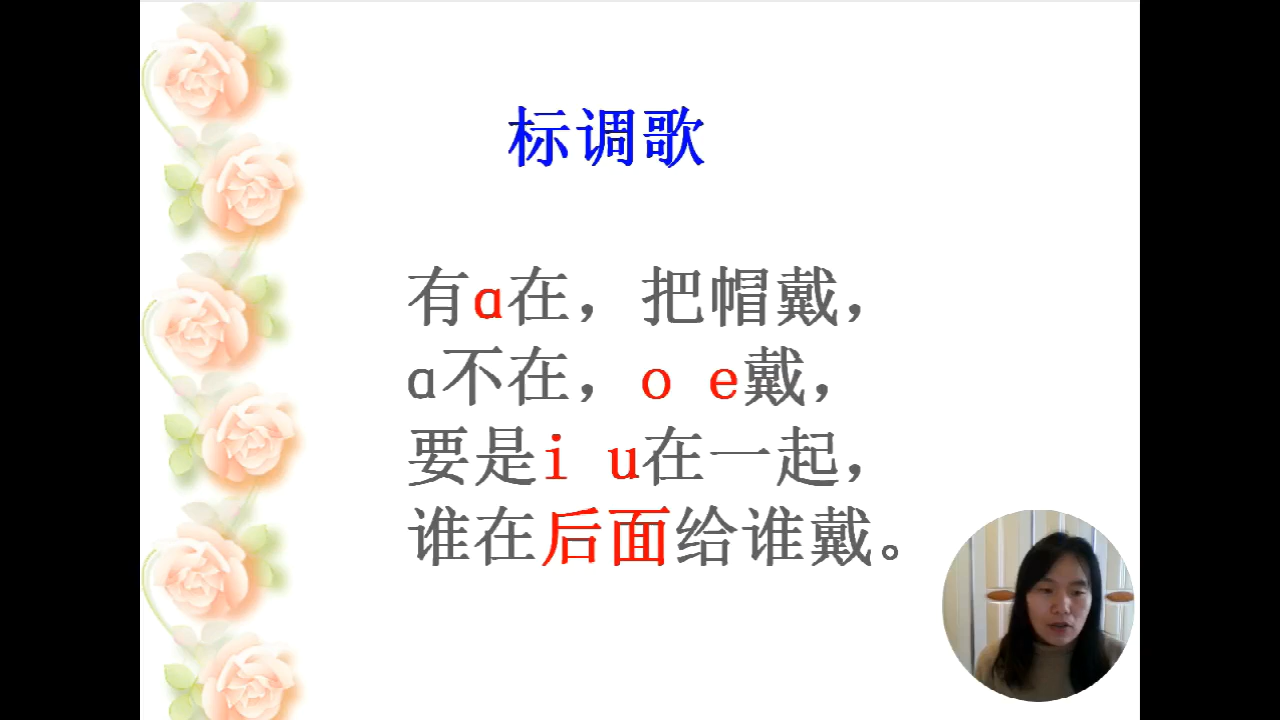 标调歌
有ɑ在，把帽戴，
ɑ不在，o e戴，
要是i u在一起，
谁在后面给谁戴。